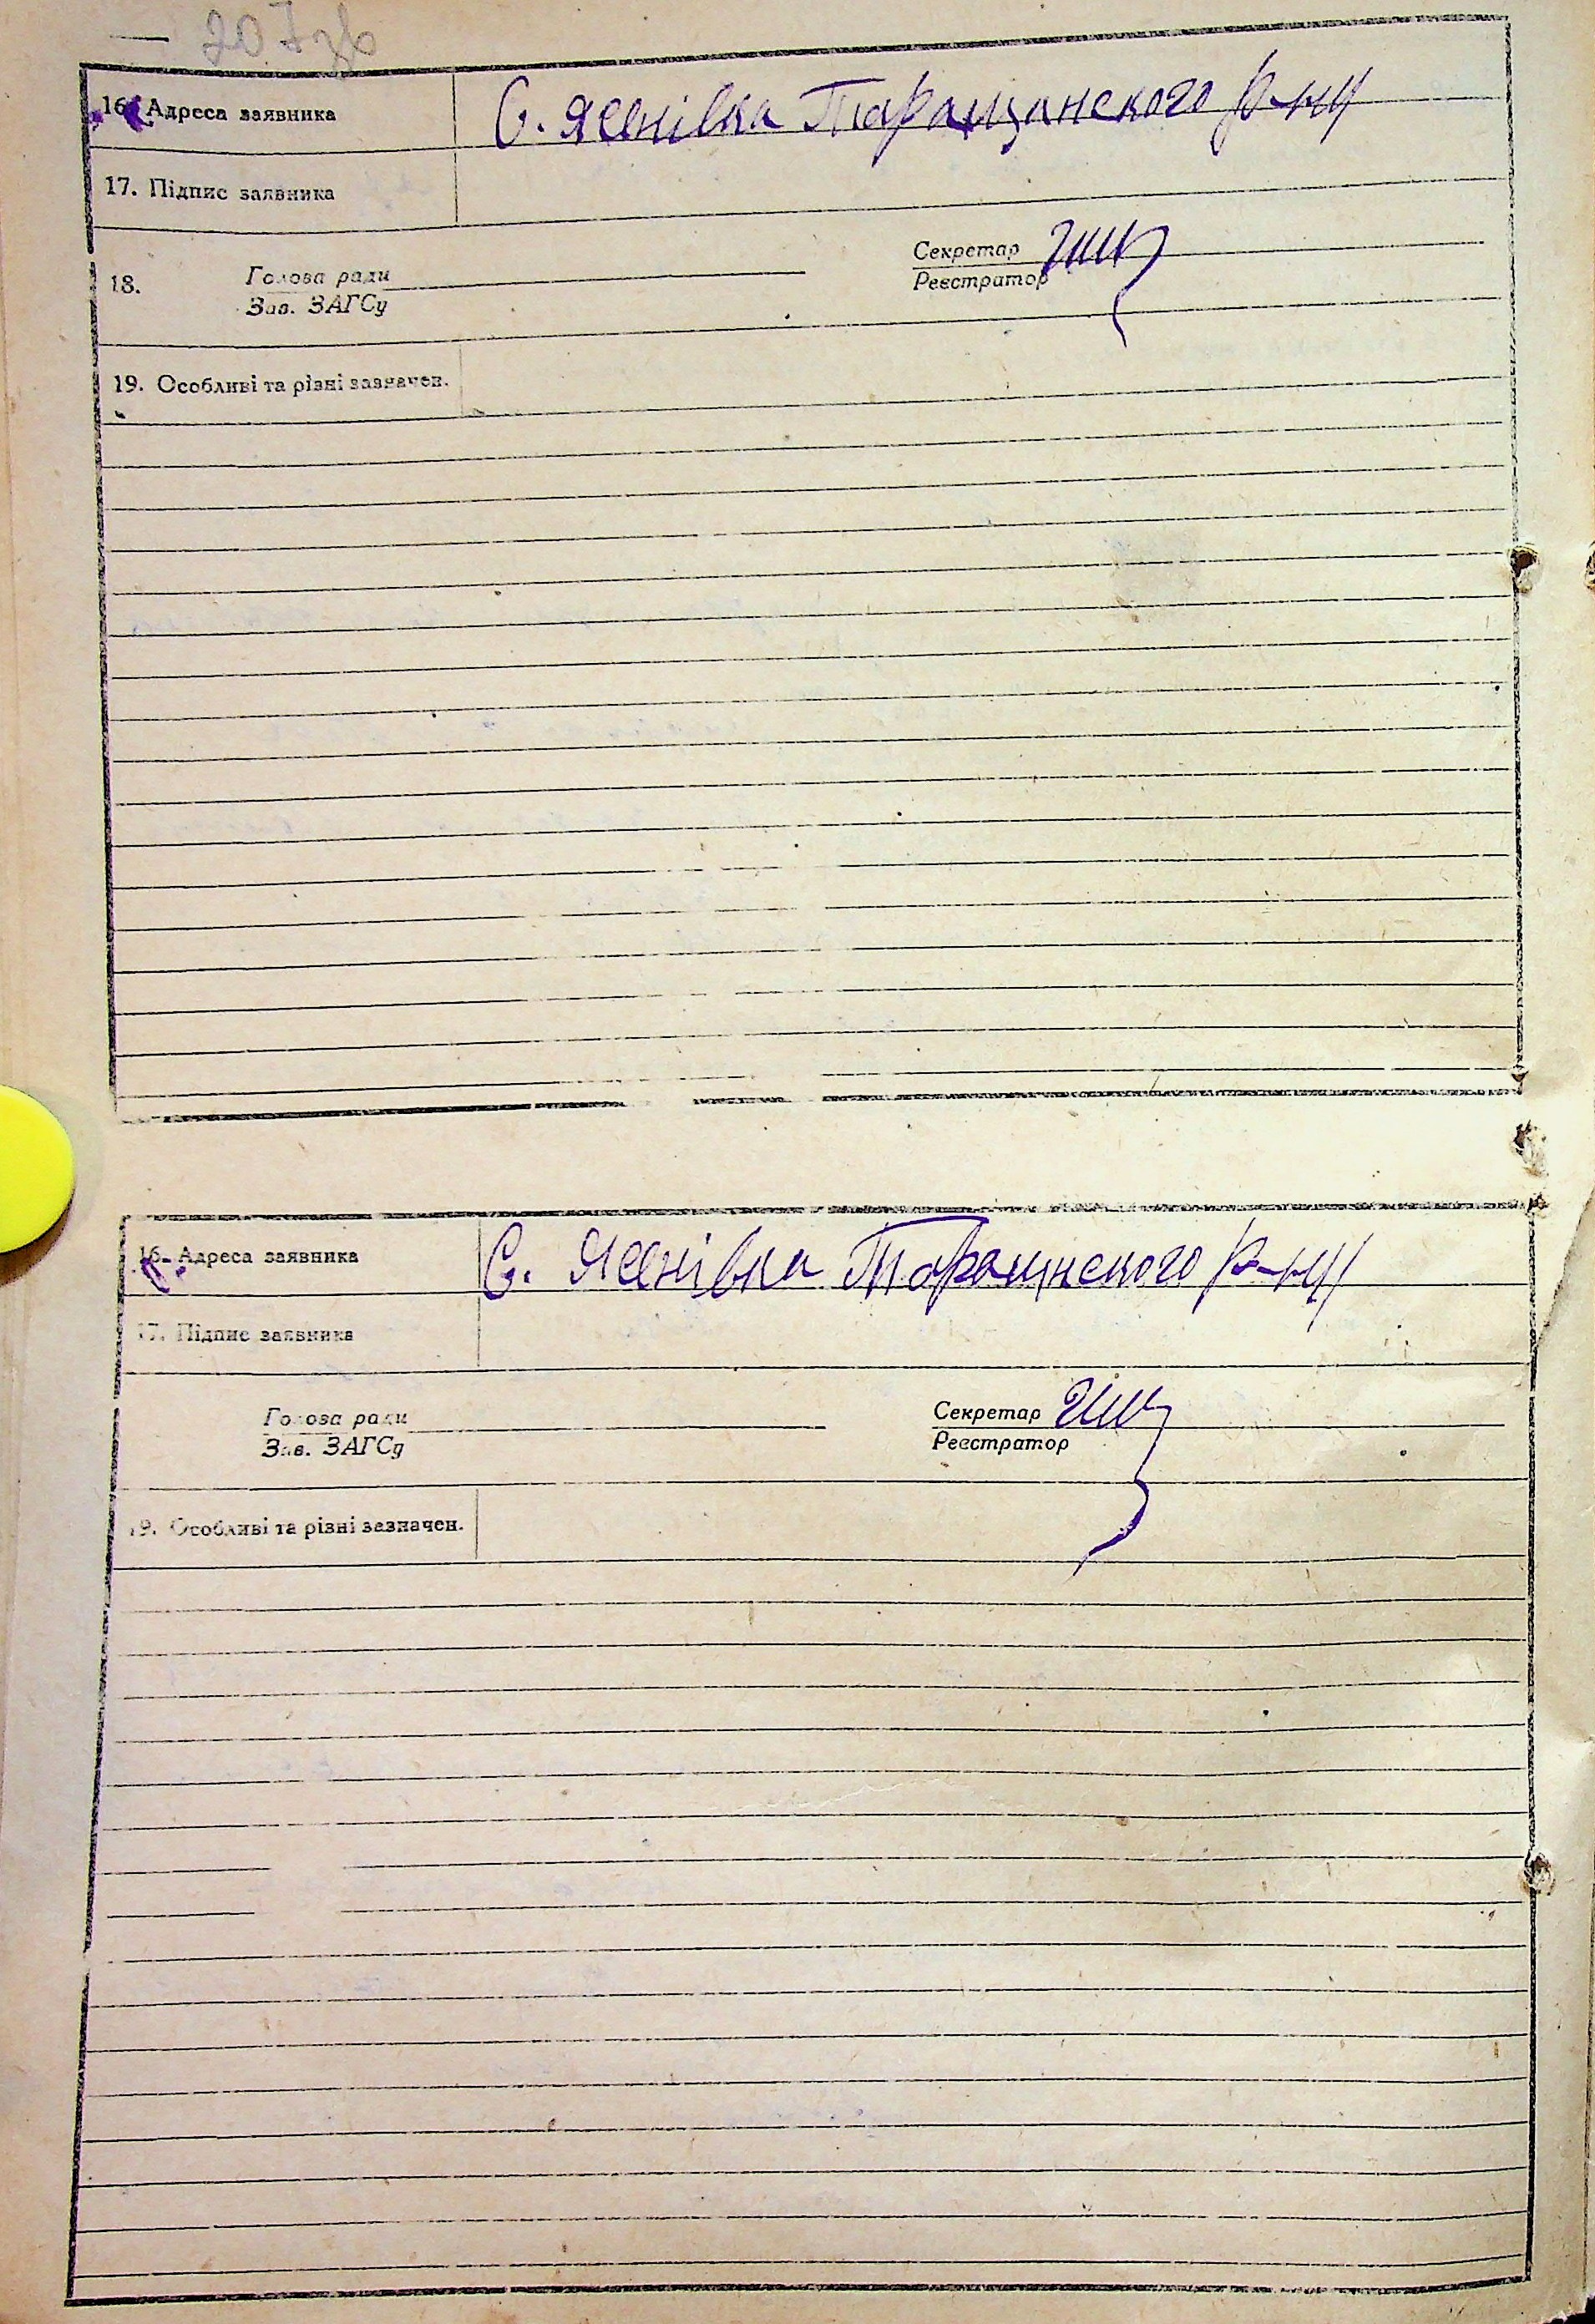 207зв
16. Адреса заявника С. Ясенівка Таращанского р-ну
17. Підпис заявника
Секретар
18. Голова ради Реєстратор
Зав. ЗАГСу
19. Особливі та різні зазначен.
16. Адреса заявника С. Ясенівка Таращнского р-ну
17. Підпис заявника
Голова ради Секретар
Зав. ЗАГСу Реєстратор
19. Особливі та різні зазначен.